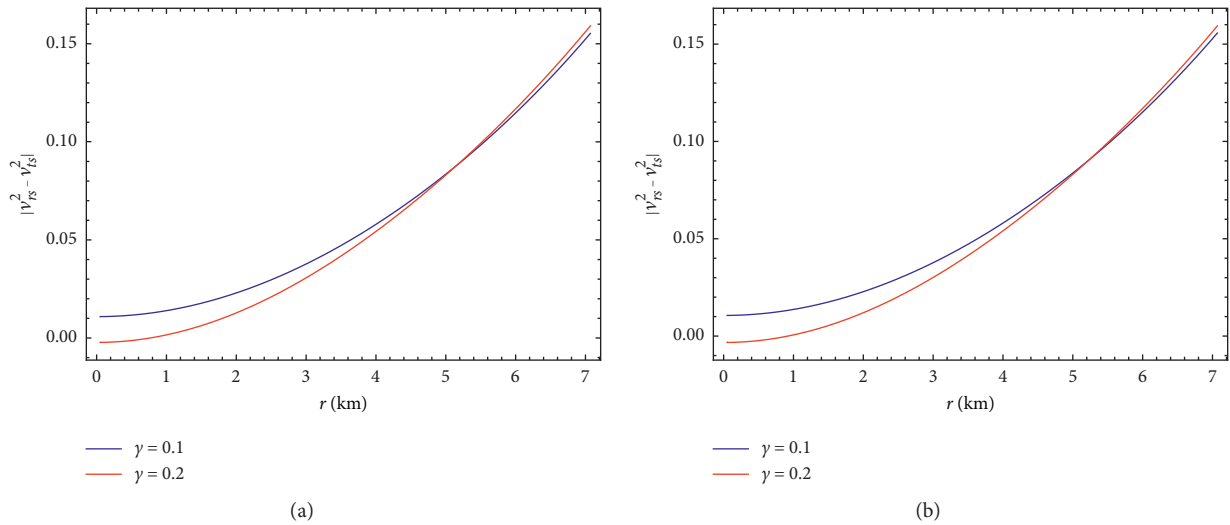 0.15
0.10
0.05
0.00
|v²rs – v²ts|
0 1 2 3 4 5 6 7
r (km)
γ = 0.1
γ = 0.2
(a)
0.15
0.10
0.05
0.00
|v²rs – v²ts|
0 1 2 3 4 5 6 7
r (km)
γ = 0.1
γ = 0.2
(b)